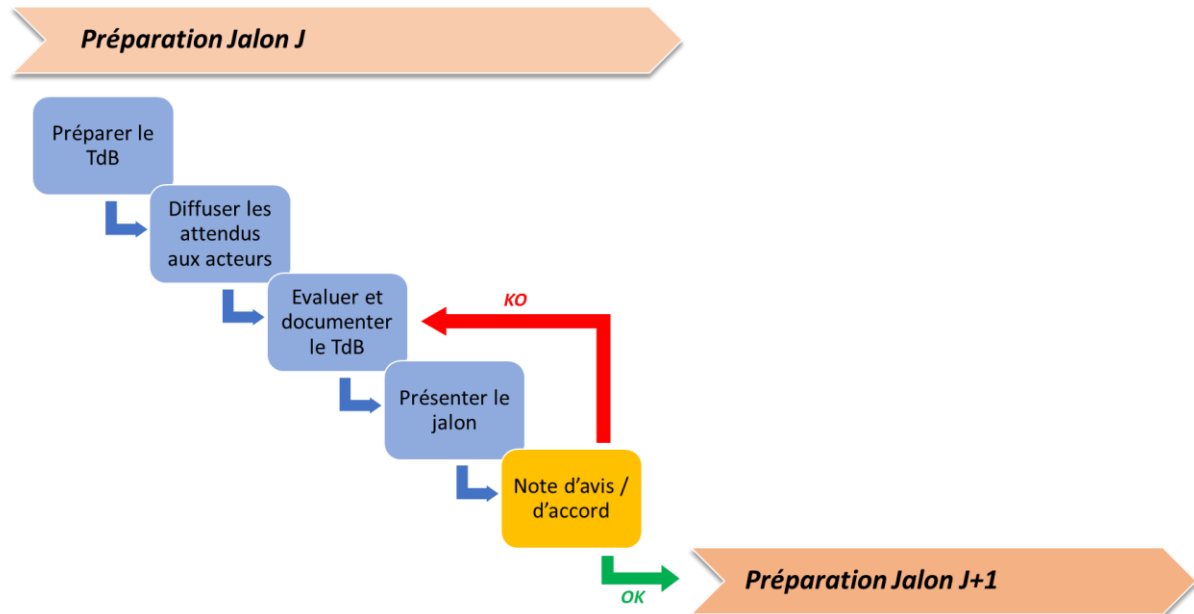 Préparation Jalon J
Préparer le
TdB
Diffuser les
attendus
aux acteurs
Evaluer et
documenter
le TdB
KO
Présenter le
jalon
Note d’avis /
d’accord
OK
Préparation Jalon J+1